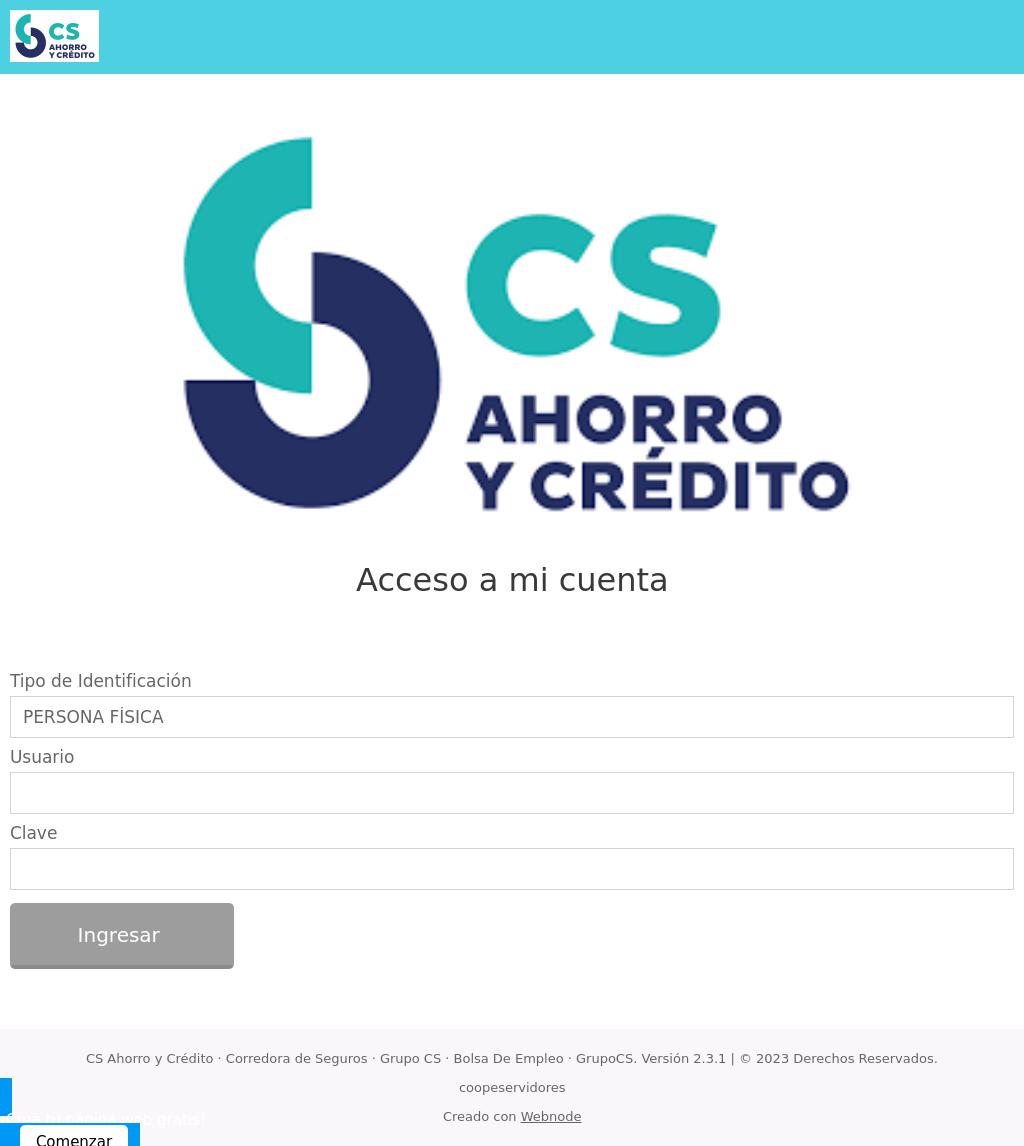 CS
AHORRO
Y CRÉDITO
CS
AHORRO
Y CRÉDITO
Acceso a mi cuenta
Tipo de Identificación
PERSONA FÍSICA
Usuario
Clave
Ingresar
CS Ahorro y Crédito · Corredora de Seguros · Grupo CS · Bolsa De Empleo · GrupoCS. Versión 2.3.1 | © 2023 Derechos Reservados.
coopeservidores
Creado con Webnode
¡Crea tu página web gratis!
Comenzar